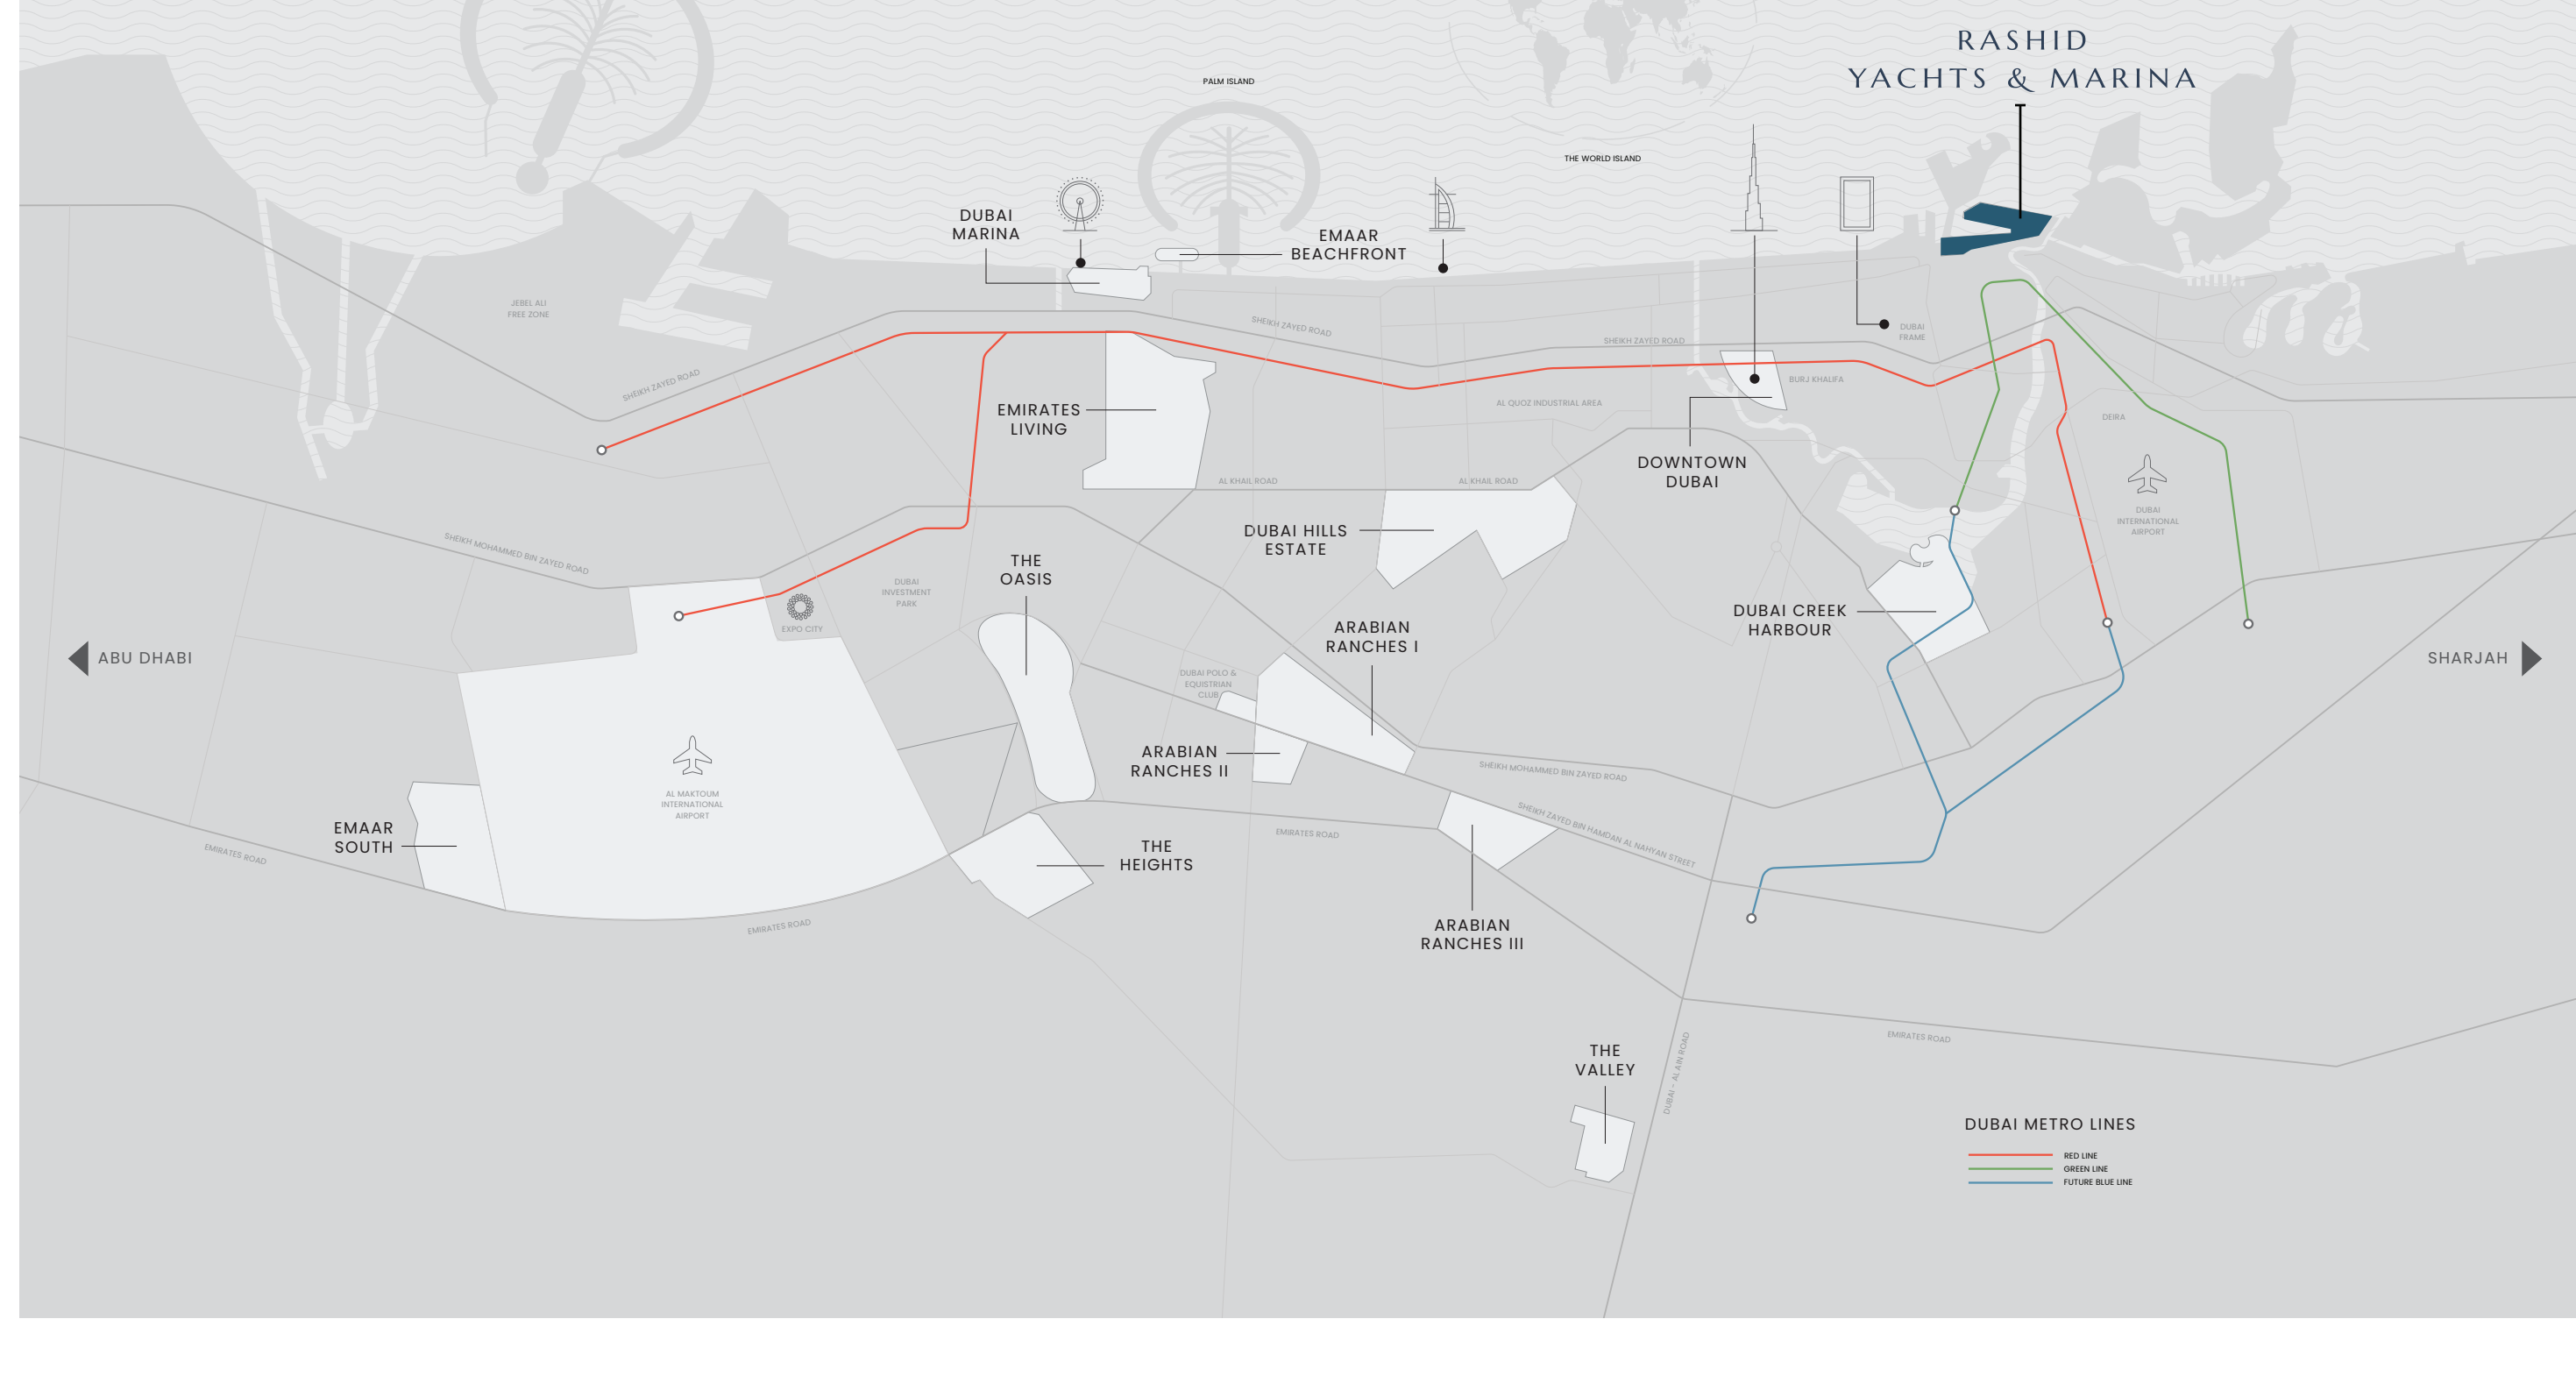 RASHID
YACHTS & MARINA
PALM ISLAND
THE WORLD ISLAND
DUBAI
MARINA
EMAAR
BEACHFRONT
JEBEL ALI
FREE ZONE
SHEIKH ZAYED ROAD
SHEIKH ZAYED ROAD
SHEIKH ZAYED ROAD
DUBAI
FRAME
BURJ KHALIFA
EMIRATES
LIVING
AL QUOZ INDUSTRIAL AREA
DEIRA
DOWNTOWN
DUBAI
AL KHAIL ROAD
AL KHAIL ROAD
DUBAI
INTERNATIONAL
AIRPORT
DUBAI HILLS
ESTATE
SHEIKH MOHAMMED BIN ZAYED ROAD
THE
OASIS
DUBAI
INVESTMENT
PARK
EXPO CITY
DUBAI CREEK
HARBOUR
ARABIAN
RANCHES I
ABU DHABI
SHARJAH
DUBAI POLO &
EQUISTRIAN
CLUB
ARABIAN
RANCHES II
SHEIKH MOHAMMED BIN ZAYED ROAD
AL MAKTOUM
INTERNATIONAL
AIRPORT
SHEIKH ZAYED BIN HAMDAN AL NAHYAN STREET
EMAAR
SOUTH
EMIRATES ROAD
EMIRATES ROAD
THE
HEIGHTS
EMIRATES ROAD
ARABIAN
RANCHES III
EMIRATES ROAD
THE
VALLEY
DUBAI - AL AIN ROAD
DUBAI METRO LINES
RED LINE
GREEN LINE
FUTURE BLUE LINE